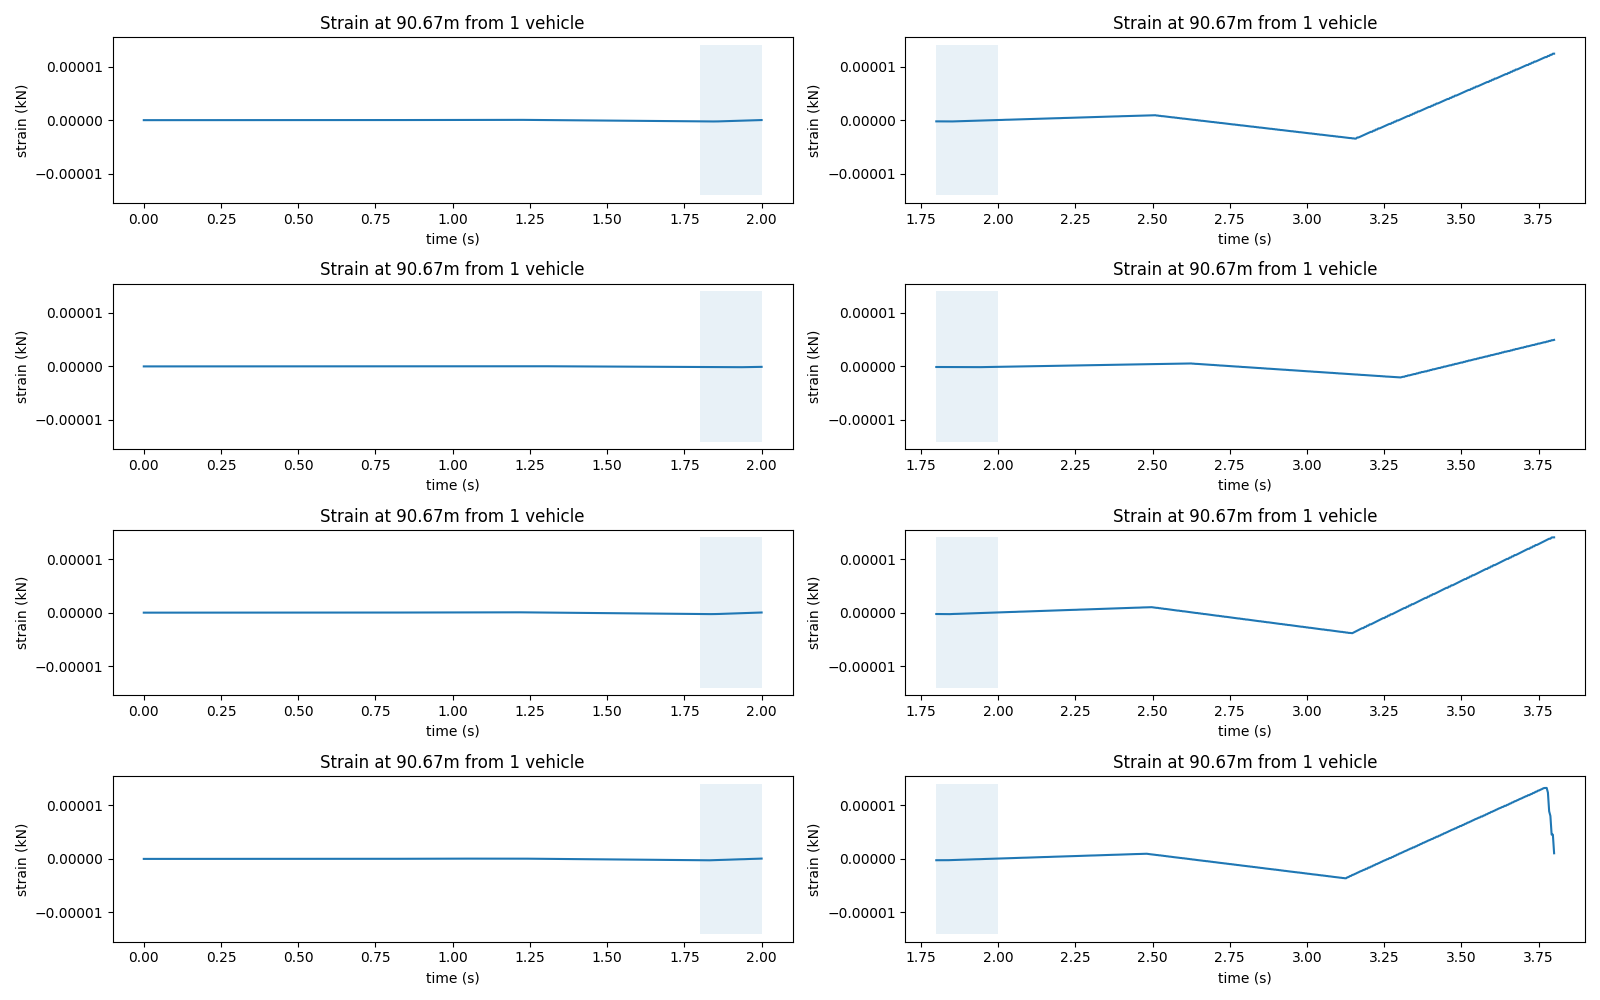 Strain at 90.67m from 1 vehicle
strain (kN)
0.00001
0.00000
−0.00001
0.00 0.25 0.50 0.75 1.00 1.25 1.50 1.75 2.00
time (s)
Strain at 90.67m from 1 vehicle
strain (kN)
0.00001
0.00000
−0.00001
1.75 2.00 2.25 2.50 2.75 3.00 3.25 3.50 3.75
time (s)
Strain at 90.67m from 1 vehicle
strain (kN)
0.00001
0.00000
−0.00001
0.00 0.25 0.50 0.75 1.00 1.25 1.50 1.75 2.00
time (s)
Strain at 90.67m from 1 vehicle
strain (kN)
0.00001
0.00000
−0.00001
1.75 2.00 2.25 2.50 2.75 3.00 3.25 3.50 3.75
time (s)
Strain at 90.67m from 1 vehicle
strain (kN)
0.00001
0.00000
−0.00001
0.00 0.25 0.50 0.75 1.00 1.25 1.50 1.75 2.00
time (s)
Strain at 90.67m from 1 vehicle
strain (kN)
0.00001
0.00000
−0.00001
1.75 2.00 2.25 2.50 2.75 3.00 3.25 3.50 3.75
time (s)
Strain at 90.67m from 1 vehicle
strain (kN)
0.00001
0.00000
−0.00001
0.00 0.25 0.50 0.75 1.00 1.25 1.50 1.75 2.00
time (s)
Strain at 90.67m from 1 vehicle
strain (kN)
0.00001
0.00000
−0.00001
1.75 2.00 2.25 2.50 2.75 3.00 3.25 3.50 3.75
time (s)